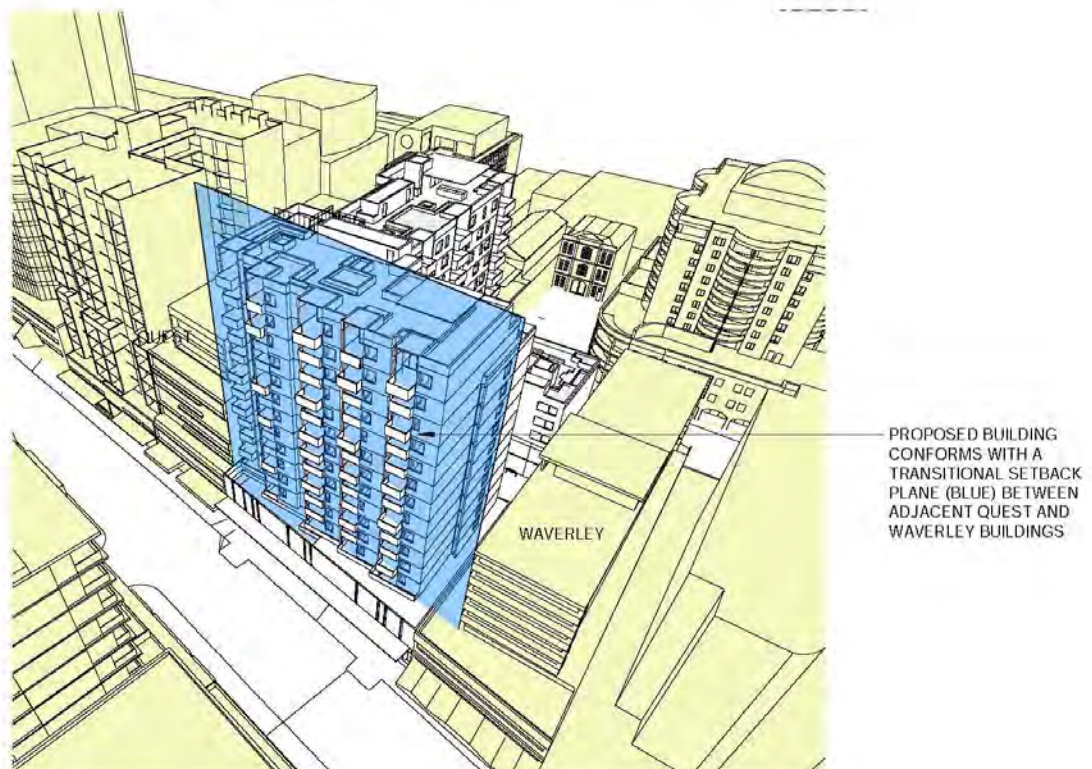 QUEST
WAVERLEY
PROPOSED BUILDING
CONFORMS WITH A
TRANSITIONAL SETBACK
PLANE (BLUE) BETWEEN
ADJACENT QUEST AND
WAVERLEY BUILDINGS